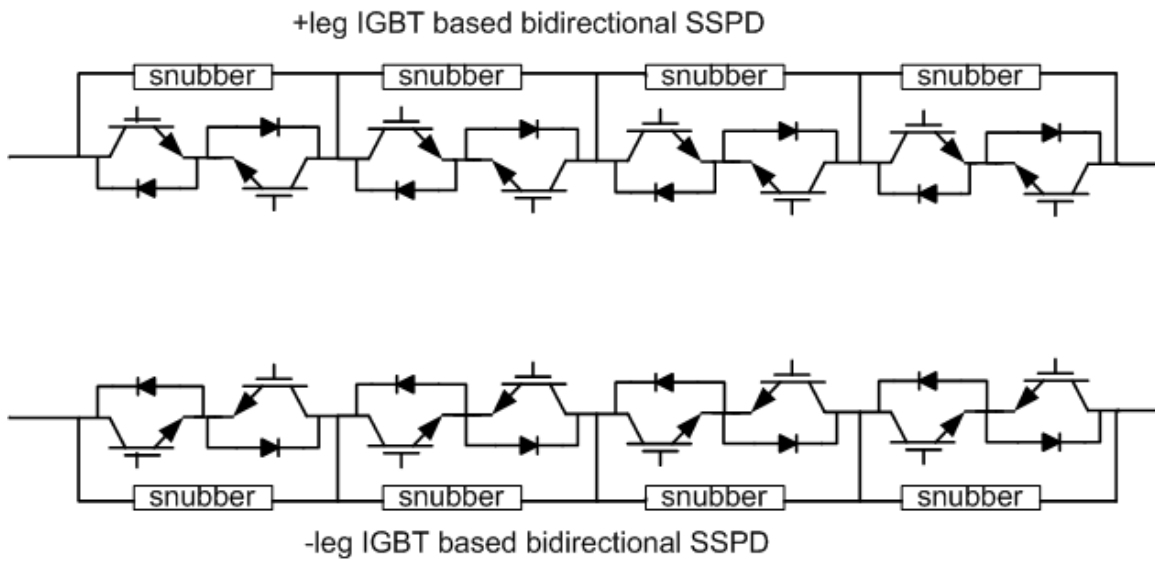 +leg IGBT based bidirectional SSPD
snubber snubber snubber snubber
snubber snubber snubber snubber
-leg IGBT based bidirectional SSPD